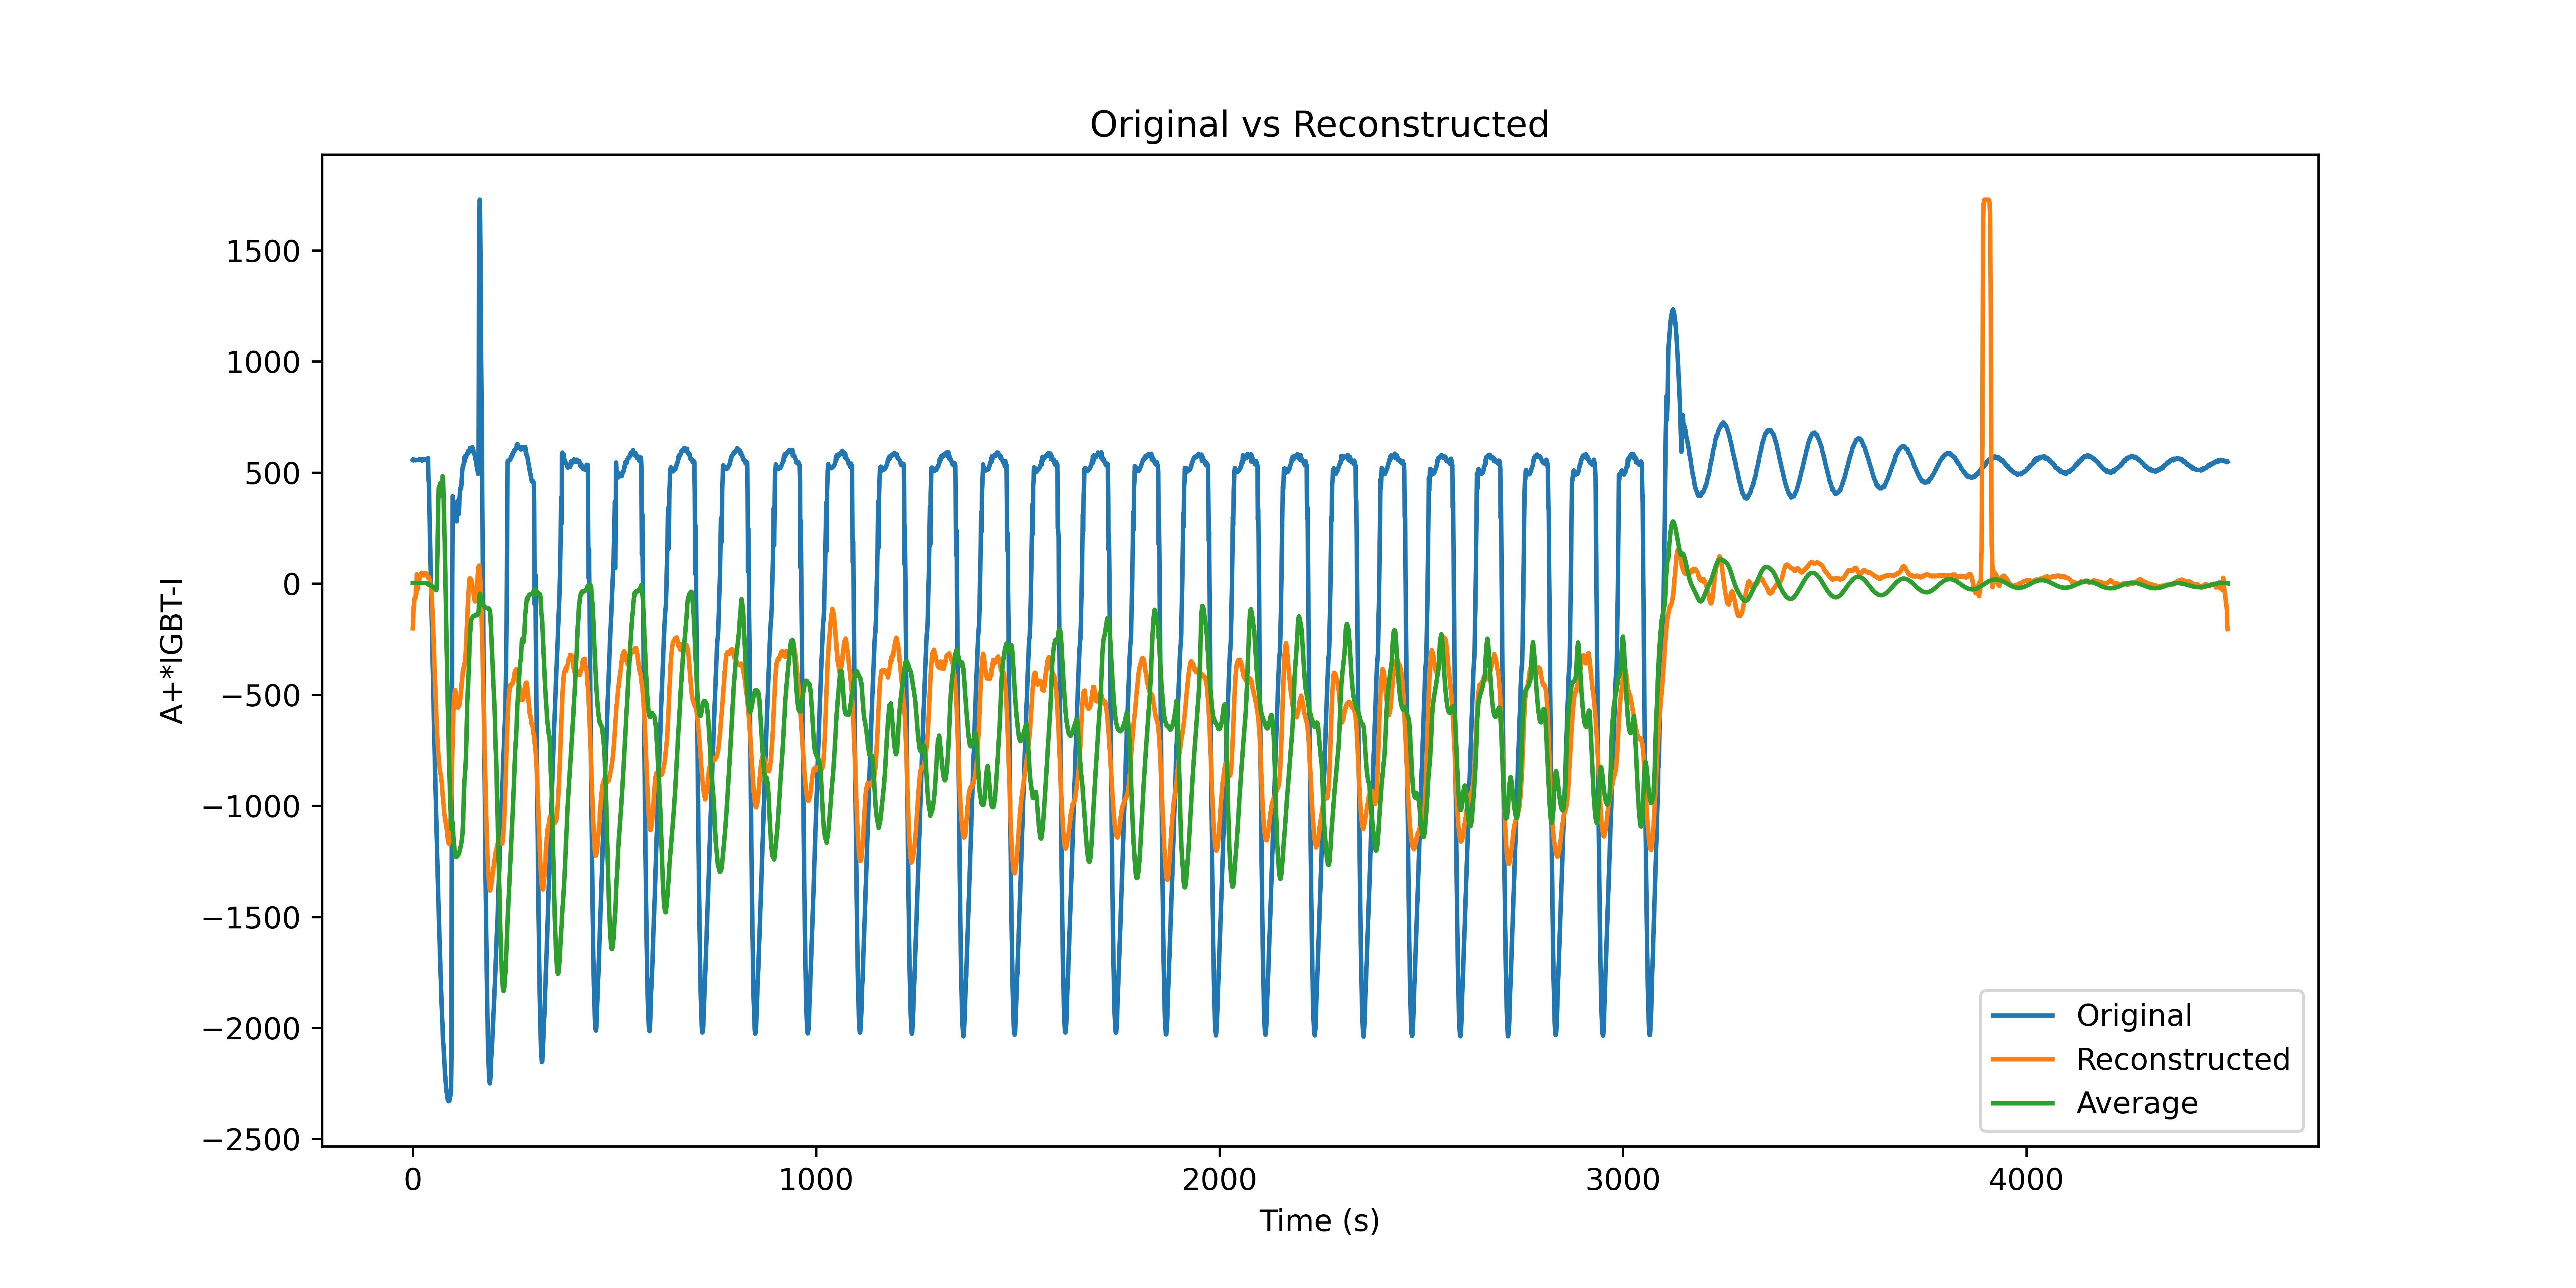 Original vs Reconstructed
A+*IGBT-I
1500
1000
500
0
−500
−1000
−1500
−2000
−2500
0 1000 2000 3000 4000
Time (s)
Original
Reconstructed
Average